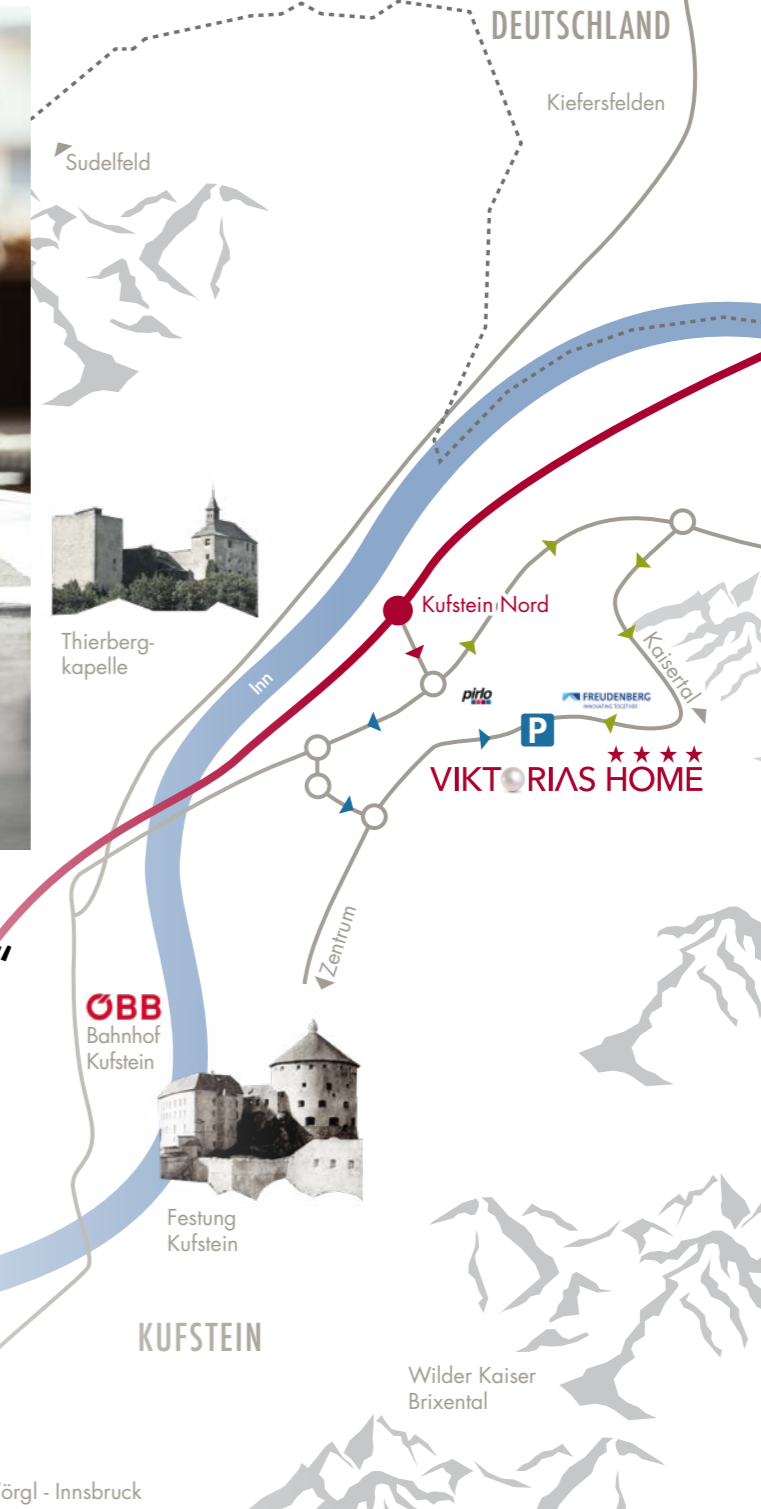 DEUTSCHLAND
Kiefersfelden
Sudelfeld
Thierberg-
kapelle
Kufstein Nord
Inn
Kaisertal
pirlo
FREUDENBERG
INNOVATING TOGETHER
P
VIKTORIAS HOME
Zentrum
ÖBB
Bahnhof
Kufstein
Festung
Kufstein
KUFSTEIN
Wilder Kaiser
Brixental
örgl - Innsbruck